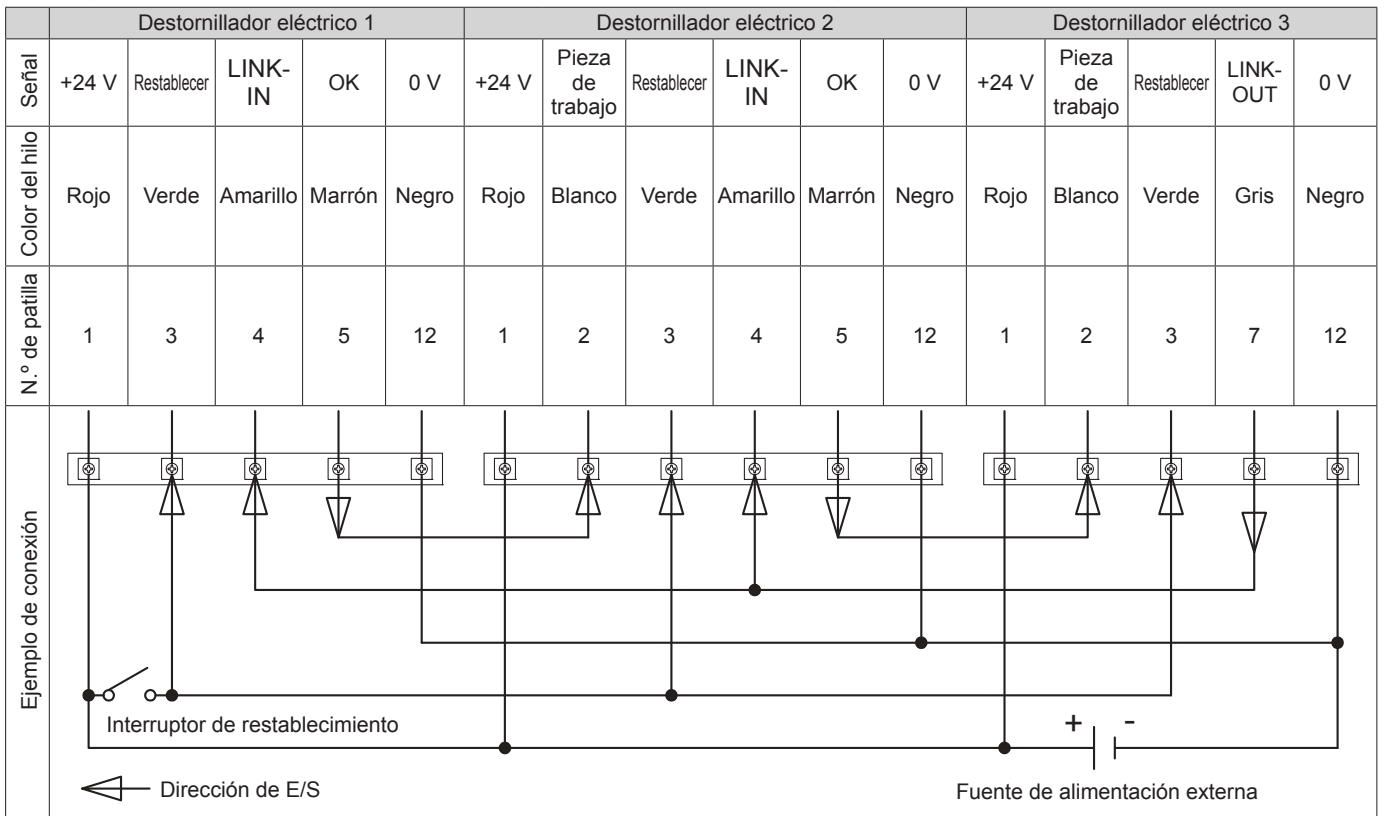 Destornillador eléctrico 1 Destornillador eléctrico 2 Destornillador eléctrico 3
Señal +24 V Restablecer LINK-IN OK 0 V +24 V Pieza de trabajo Restablecer LINK-IN OK 0 V +24 V Pieza de trabajo Restablecer LINK-OUT 0 V
Color del hilo Rojo Verde Amarillo Marrón Negro Rojo Blanco Verde Amarillo Marrón Negro Rojo Blanco Verde Gris Negro
N.º de patilla 1 3 4 5 12 1 2 3 4 5 12 1 2 3 7 12
Ejemplo de conexión
Interruptor de restablecimiento
+ -
Dirección de E/S
Fuente de alimentación externa